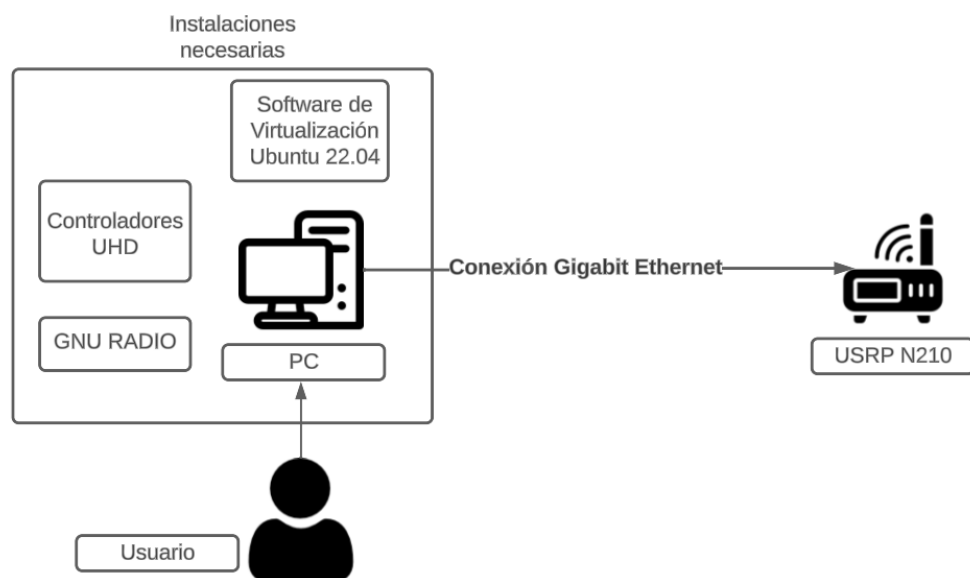 Instalaciones
necesarias
Software de
Virtualización
Ubuntu 22.04
Controladores
UHD
GNU RADIO
PC
Conexión Gigabit Ethernet
USRP N210
Usuario